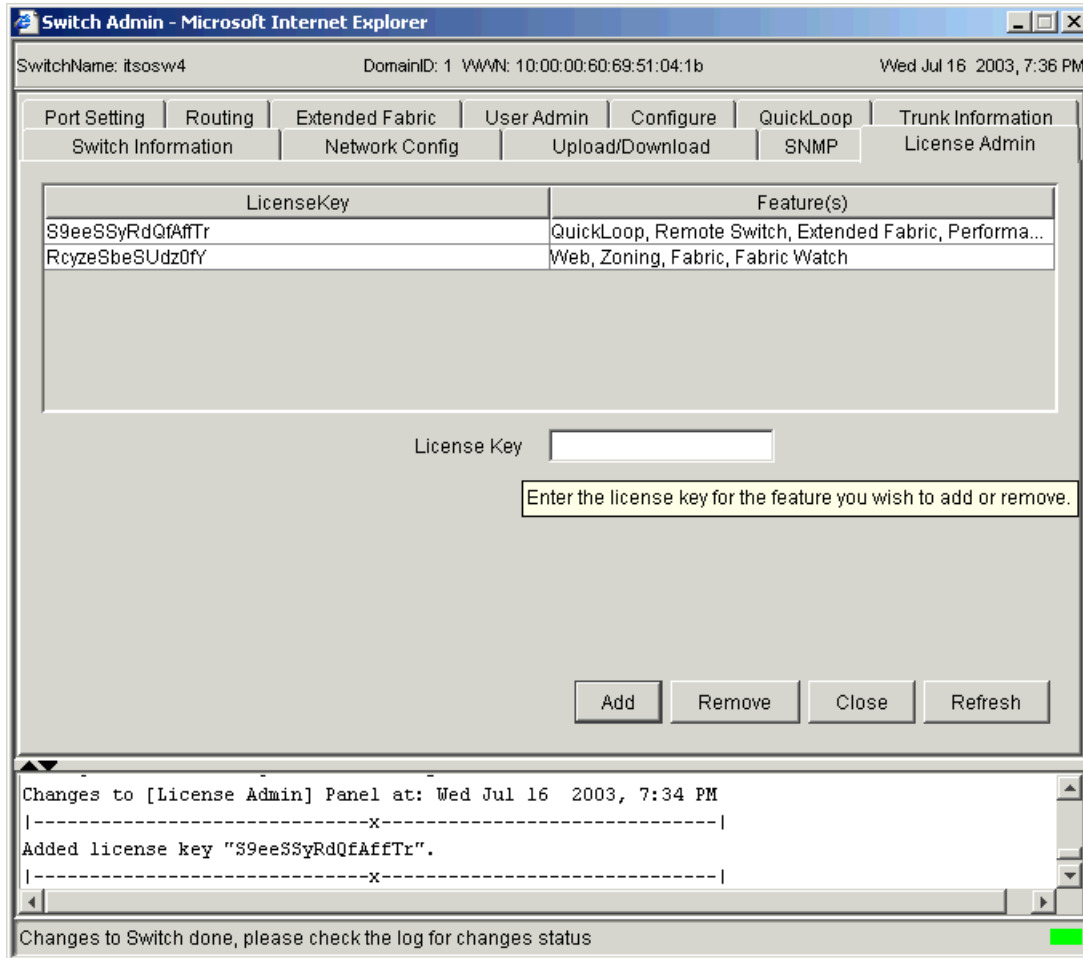 Switch Admin - Microsoft Internet Explorer
SwitchName: itsosw4 DomainID: 1 WWN: 10:00:00:60:69:51:04:1b Wed Jul 16 2003, 7:36 PM
Port Setting Routing Extended Fabric User Admin Configure QuickLoop Trunk Information
Switch Information Network Config Upload/Download SNMP License Admin
LicenseKey Feature(s)
S9eeSSyRdQfAffTr QuickLoop, Remote Switch, Extended Fabric, Performa...
RcyzeSbeSUdz0fY Web, Zoning, Fabric, Fabric Watch
License Key
Enter the license key for the feature you wish to add or remove.
Add Remove Close Refresh
Changes to [License Admin] Panel at: Wed Jul 16 2003, 7:34 PM
|------------------------------x------------------------------|
Added license key "S9eeSSyRdQfAffTr".
|------------------------------x------------------------------|
Changes to Switch done, please check the log for changes status